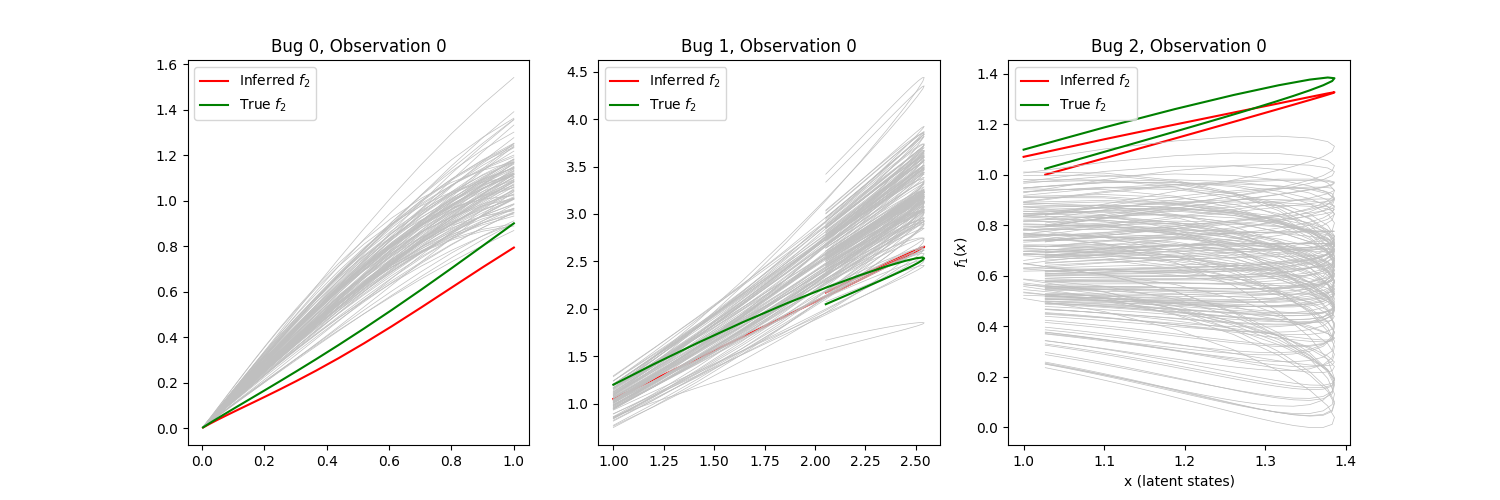 Bug 0, Observation 0
Inferred f₂
True f₂
1.6
1.4
1.2
1.0
0.8
0.6
0.4
0.2
0.0
0.0 0.2 0.4 0.6 0.8 1.0
Bug 1, Observation 0
Inferred f₂
True f₂
4.5
4.0
3.5
3.0
2.5
2.0
1.5
1.0
1.00 1.25 1.50 1.75 2.00 2.25 2.50
Bug 2, Observation 0
Inferred f₂
True f₂
f₁(x)
1.4
1.2
1.0
0.8
0.6
0.4
0.2
0.0
1.0 1.1 1.2 1.3 1.4
x (latent states)